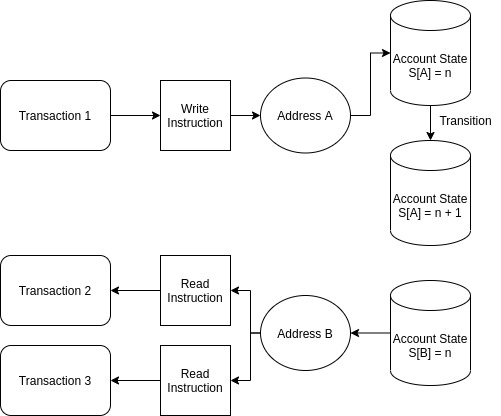 Transaction 1
Write
Instruction
Address A
Account State
S[A] = n
Transition
Account State
S[A] = n + 1
Transaction 2
Read
Instruction
Transaction 3
Read
Instruction
Address B
Account State
S[B] = n